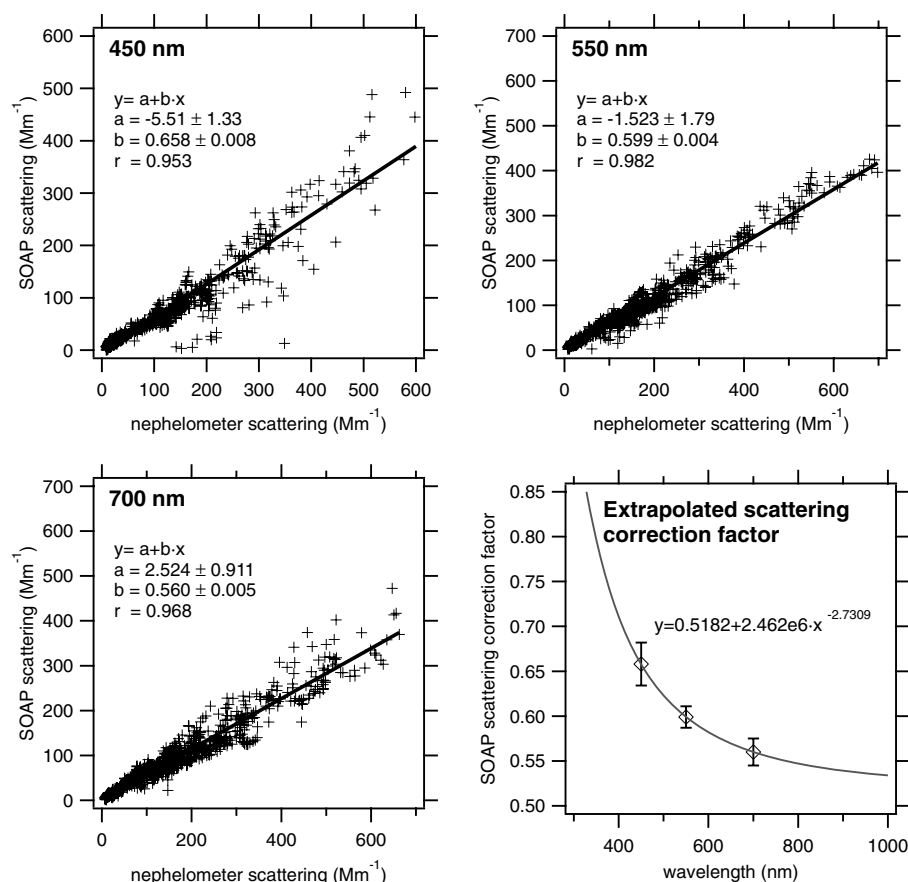 450 nm
y= a+b·x
a = -5.51 ± 1.33
b = 0.658 ± 0.008
r = 0.953
SOAP scattering (Mm-1)
600
500
400
300
200
100
0
0 100 200 300 400 500 600
nephelometer scattering (Mm-1)
550 nm
y= a+b·x
a = -1.523 ± 1.79
b = 0.599 ± 0.004
r = 0.982
SOAP scattering (Mm-1)
700
600
500
400
300
200
100
0
0 200 400 600
nephelometer scattering (Mm-1)
700 nm
y= a+b·x
a = 2.524 ± 0.911
b = 0.560 ± 0.005
r = 0.968
SOAP scattering (Mm-1)
700
600
500
400
300
200
100
0
0 200 400 600
nephelometer scattering (Mm-1)
Extrapolated scattering
correction factor
y=0.5182+2.462e6·x -2.7309
SOAP scattering correction factor
0.85
0.80
0.75
0.70
0.65
0.60
0.55
0.50
400 600 800 1000
wavelength (nm)